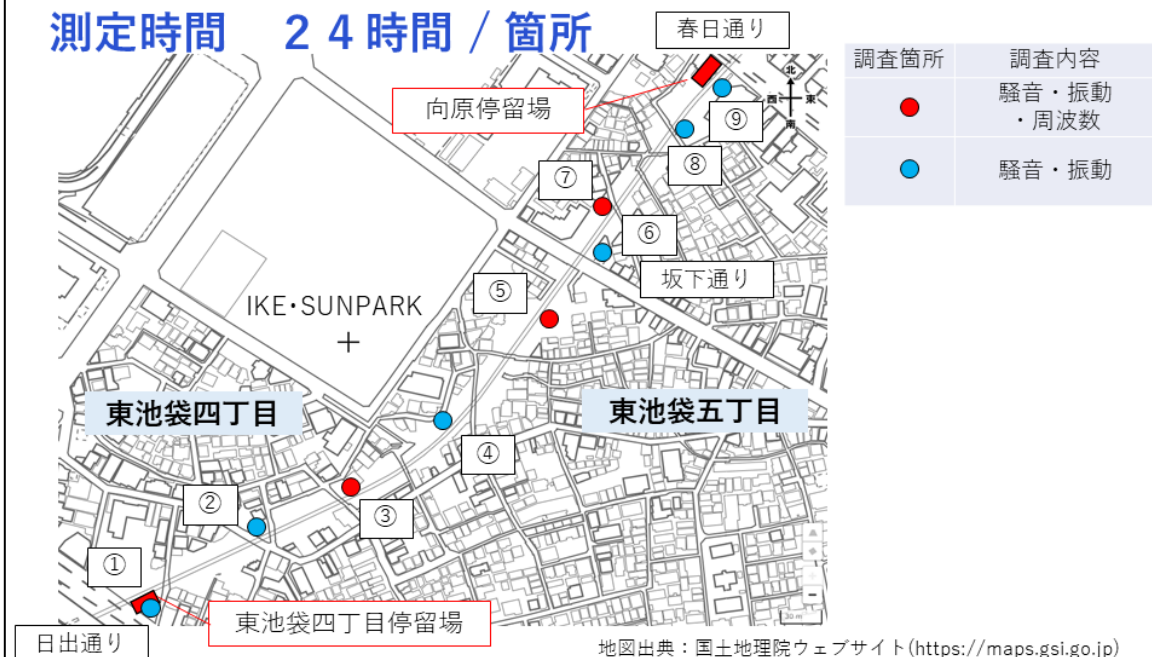 測定時間　２４時間 / 箇所
春日通り
調査箇所
調査内容
騒音・振動
・周波数
騒音・振動
北
西
東
南
向原停留場
⑨
⑧
⑦
⑥
坂下通り
⑤
IKE・SUNPARK
東池袋四丁目
東池袋五丁目
④
②
③
①
東池袋四丁目停留場
日出通り
30 m
地図出典：国土地理院ウェブサイト(https://maps.gsi.go.jp)